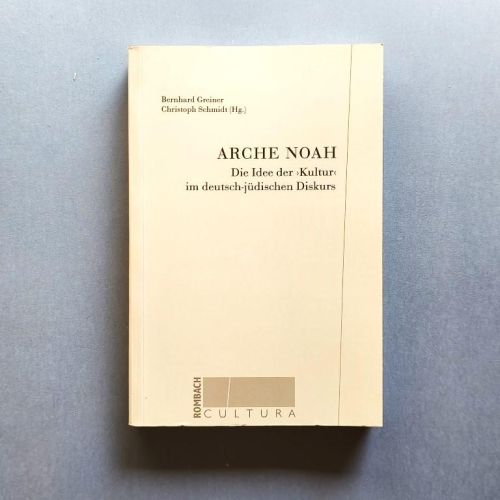 Bernhard Greiner
Christoph Schmidt (Hg.)
ARCHE NOAH
Die Idee der ›Kultur‹
im deutsch-jüdischen Diskurs
ROMBACH
CULTURA